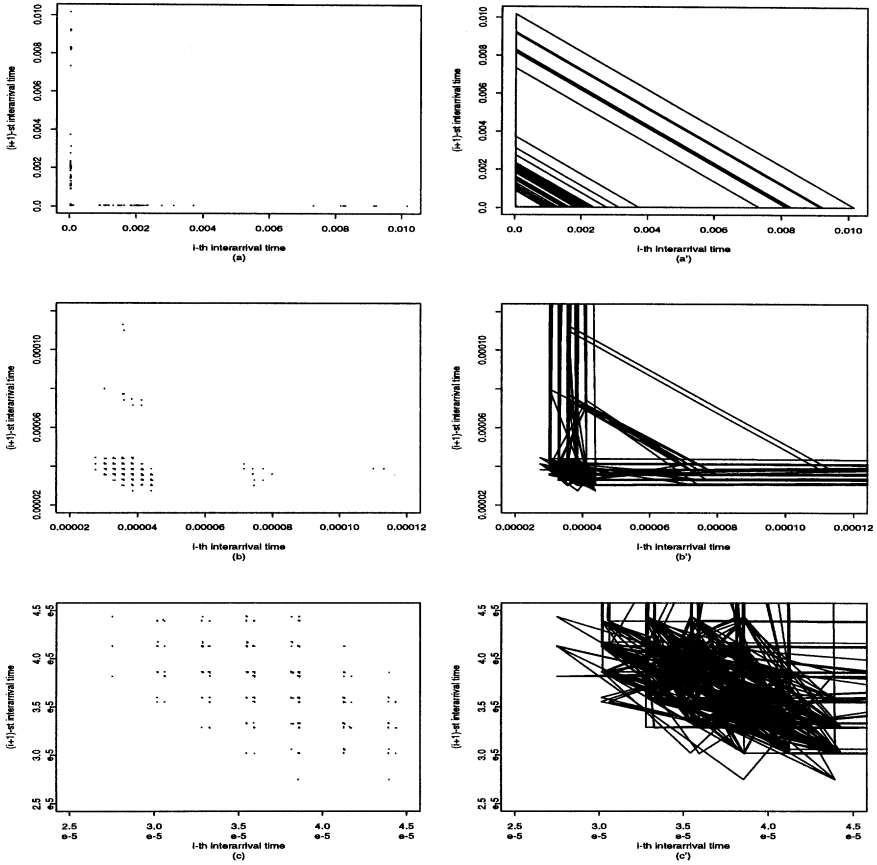 (i+1)-st interarrival time
0.0 0.002 0.004 0.006 0.008 0.010
0.0 0.002 0.004 0.006 0.008 0.010
i-th interarrival time
(a)
(i+1)-st interarrival time
0.0 0.002 0.004 0.006 0.008 0.010
0.0 0.002 0.004 0.006 0.008 0.010
i-th interarrival time
(a')
(i+1)-st interarrival time
0.00002 0.00006 0.00010
0.00002 0.00004 0.00006 0.00008 0.00010 0.00012
i-th interarrival time
(b)
(i+1)-st interarrival time
0.00002 0.00006 0.00010
0.00002 0.00004 0.00006 0.00008 0.00010 0.00012
i-th interarrival time
(b')
(i+1)-st interarrival time
2.5 3.0 3.5 4.0 4.5
e-5 e-5 e-5 e-5 e-5
2.5 3.0 3.5 4.0 4.5
e-5 e-5 e-5 e-5 e-5
i-th interarrival time
(c)
(i+1)-st interarrival time
2.5 3.0 3.5 4.0 4.5
e-5 e-5 e-5 e-5 e-5
2.5 3.0 3.5 4.0 4.5
e-5 e-5 e-5 e-5 e-5
i-th interarrival time
(c')